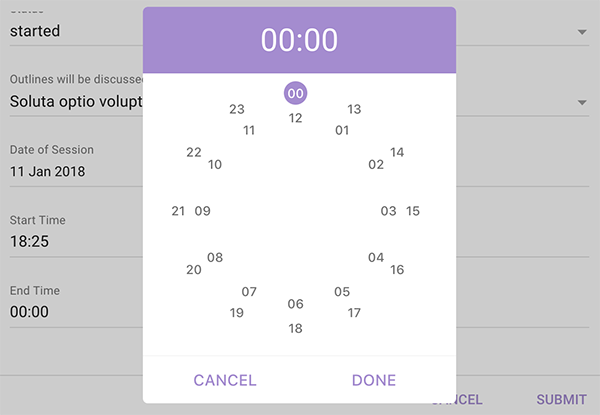 Status
started
Outlines will be discussed
Soluta optio volupt
Date of Session
11 Jan 2018
Start Time
18:25
End Time
00:00
CANCEL
SUBMIT
00:00
00
23
13
12
11
01
22
14
10
02
21
09
03
15
08
04
20
16
07
05
06
19
17
18
CANCEL
DONE